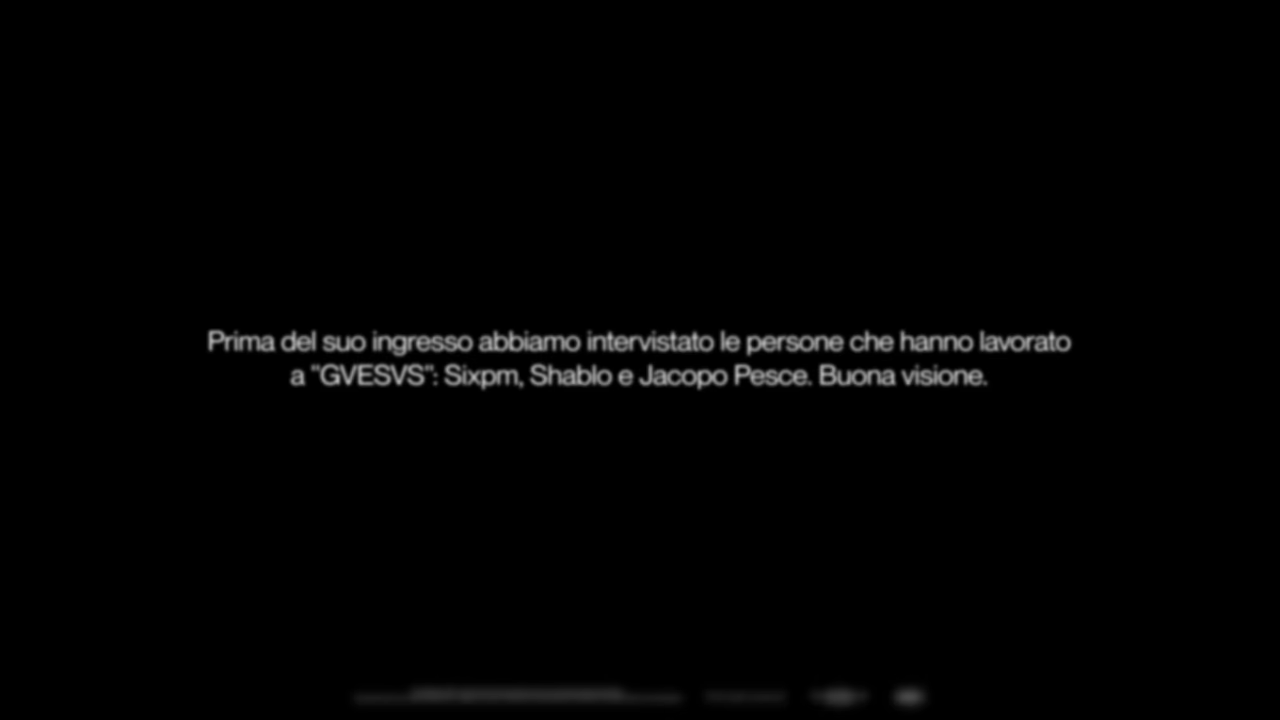 Prima del suo ingresso abbiamo intervistato le persone che hanno lavorato
a "GVESVS": Sixpm, Shablo e Jacopo Pesce. Buona visione.